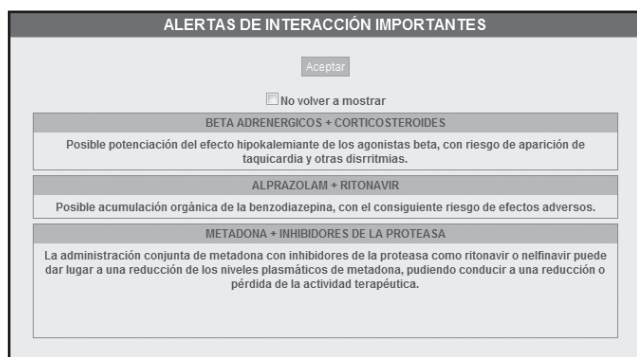 ALERTAS DE INTERACCIÓN IMPORTANTES
Aceptar
No volver a mostrar
BETA ADRENERGICOS + CORTICOSTEROIDES
Posible potenciación del efecto hipokalemiante de los agonistas beta, con riesgo de aparición de
taquicardia y otras disrritmias.
ALPRAZOLAM + RITONAVIR
Posible acumulación orgánica de la benzodiazepina, con el consiguiente riesgo de efectos adversos.
METADONA + INHIBIDORES DE LA PROTEASA
La administración conjunta de metadona con inhibidores de la proteasa como ritonavir o nelfinavir puede
dar lugar a una reducción de los niveles plasmáticos de metadona, pudiendo conducir a una reducción o
pérdida de la actividad terapéutica.